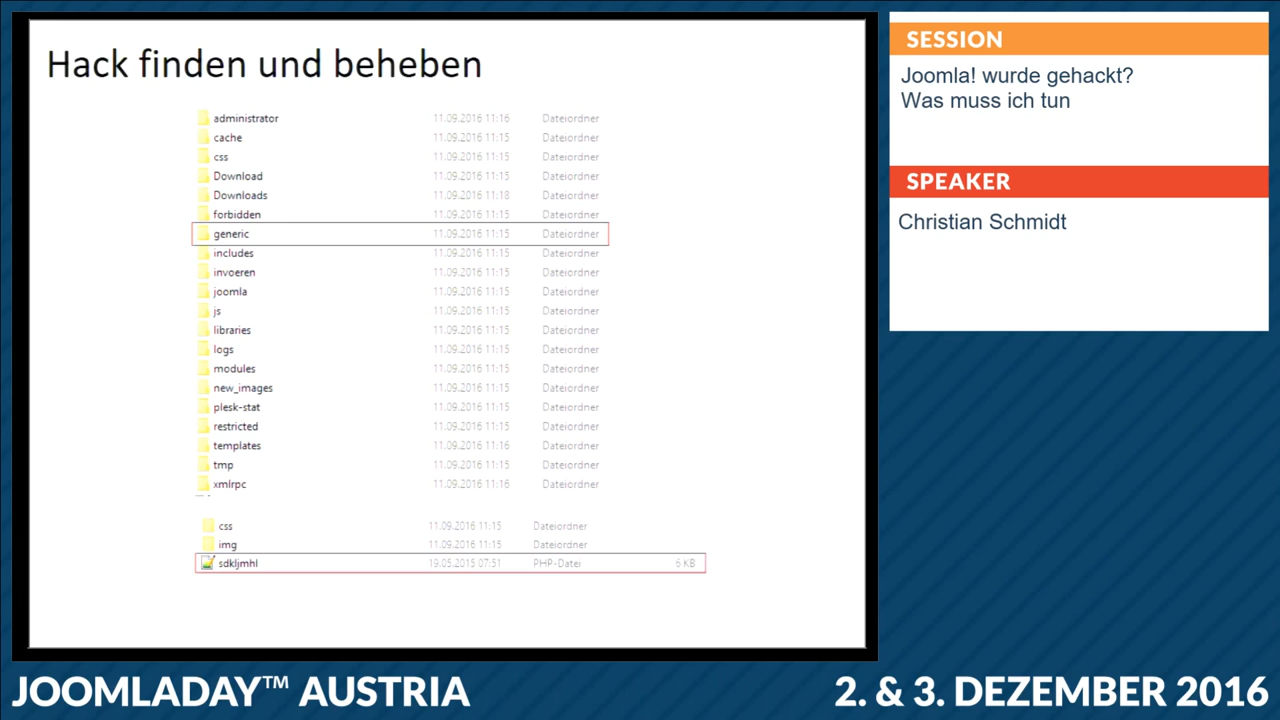 Hack finden und beheben
administrator 11.09.2016 11:16 Dateiordner
cache 11.09.2016 11:15 Dateiordner
css 11.09.2016 11:15 Dateiordner
Download 11.09.2016 11:15 Dateiordner
Downloads 11.09.2016 11:18 Dateiordner
forbidden 11.09.2016 11:15 Dateiordner
generic 11.09.2016 11:15 Dateiordner
includes 11.09.2016 11:15 Dateiordner
invoeren 11.09.2016 11:15 Dateiordner
joomla 11.09.2016 11:15 Dateiordner
js 11.09.2016 11:15 Dateiordner
libraries 11.09.2016 11:15 Dateiordner
logs 11.09.2016 11:15 Dateiordner
modules 11.09.2016 11:15 Dateiordner
new_images 11.09.2016 11:15 Dateiordner
plesk-stat 11.09.2016 11:15 Dateiordner
restricted 11.09.2016 11:15 Dateiordner
templates 11.09.2016 11:16 Dateiordner
tmp 11.09.2016 11:15 Dateiordner
xmlrpc 11.09.2016 11:16 Dateiordner
css 11.09.2016 11:15 Dateiordner
img 11.09.2016 11:15 Dateiordner
sdkljmhl 19.05.2015 07:51 PHP-Datei 6 KB
SESSION
Joomla! wurde gehackt?
Was muss ich tun
SPEAKER
Christian Schmidt
JOOMLADAY™ AUSTRIA
2. & 3. DEZEMBER 2016